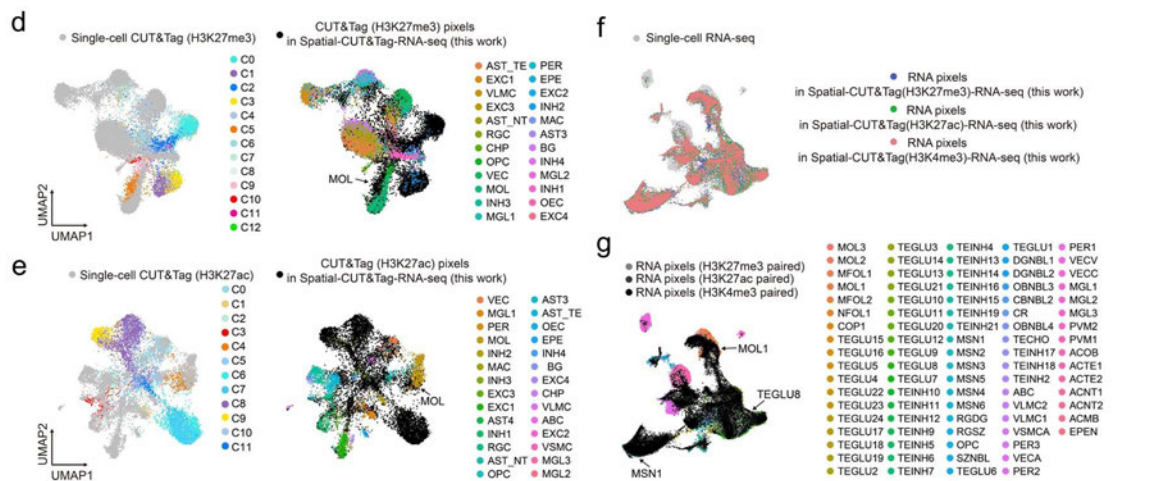 d
Single-cell CUT&Tag (H3K27me3)
CUT&Tag (H3K27me3) pixels
in Spatial-CUT&Tag-RNA-seq (this work)
C0
C1
C2
C3
C4
C5
C6
C7
C8
C9
C10
C11
C12
UMAP2
UMAP1
MOL
AST_TE
EXC1
VLMC
EXC3
AST_NT
RGC
CHP
OPC
VEC
MOL
INH3
MGL1
PER
EPE
EXC2
INH2
MAC
AST3
BG
INH4
MGL2
INH1
OEC
EXC4
e
Single-cell CUT&Tag (H3K27ac)
CUT&Tag (H3K27ac) pixels
in Spatial-CUT&Tag-RNA-seq (this work)
C0
C1
C2
C3
C4
C5
C6
C7
C8
C9
C10
C11
UMAP2
UMAP1
MOL
VEC
MGL1
PER
MOL
INH2
MAC
INH3
EXC3
EXC1
AST4
INH1
RGC
AST_NT
OPC
AST3
AST_TE
OEC
EPE
INH4
BG
EXC4
CHP
VLMC
ABC
EXC2
VSMC
MGL3
MGL2
f
Single-cell RNA-seq
RNA pixels
in Spatial-CUT&Tag(H3K27me3)-RNA-seq (this work)
RNA pixels
in Spatial-CUT&Tag(H3K27ac)-RNA-seq (this work)
RNA pixels
in Spatial-CUT&Tag(H3K4me3)-RNA-seq (this work)
g
RNA pixels (H3K27me3 paired)
RNA pixels (H3K27ac paired)
RNA pixels (H3K4me3 paired)
MOL1
TEGLU8
MSN1
MOL3
MOL2
MFOL1
MOL1
MFOL2
NFOL1
COP1
TEGLU15
TEGLU16
TEGLU5
TEGLU4
TEGLU22
TEGLU23
TEGLU24
TEGLU17
TEGLU18
TEGLU19
TEGLU2
TEGLU3
TEGLU14
TEGLU13
TEGLU21
TEGLU10
TEGLU11
TEGLU20
TEGLU12
TEGLU9
TEGLU8
TEGLU7
TEINH10
TEINH11
TEINH12
TEINH9
TEINH5
TEINH6
TEINH7
TEINH4
TEINH13
TEINH14
TEINH16
TEINH15
TEINH19
TEINH21
MSN1
MSN2
MSN3
MSN5
MSN4
MSN6
RGDG
RGSZ
OPC
SZNBL
TEGLU6
TEGLU1
DGNBL1
DGNBL2
OBNBL3
CBNBL2
CR
OBNBL4
TECHO
TEINH17
TEINH18
TEINH2
ABC
VLMC2
VLMC1
VSMCA
PER3
VECA
PER2
PER1
VECV
VECC
MGL1
MGL2
MGL3
PVM2
PVM1
ACOB
ACTE1
ACTE2
ACNT1
ACNT2
ACMB
EPEN